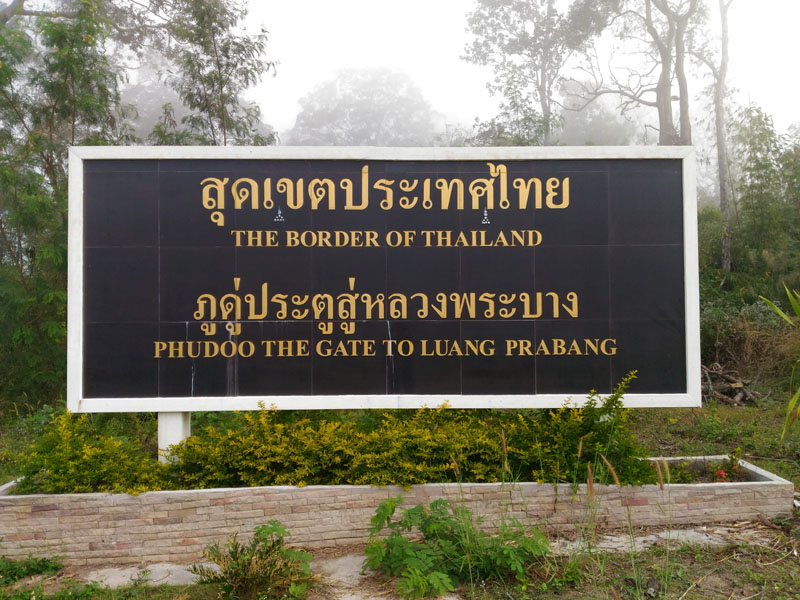 สุดเขตประเทศไทย
THE BORDER OF THAILAND
ภูดู่ประตูสู่หลวงพระบาง
PHUDOO THE GATE TO LUANG PRABANG